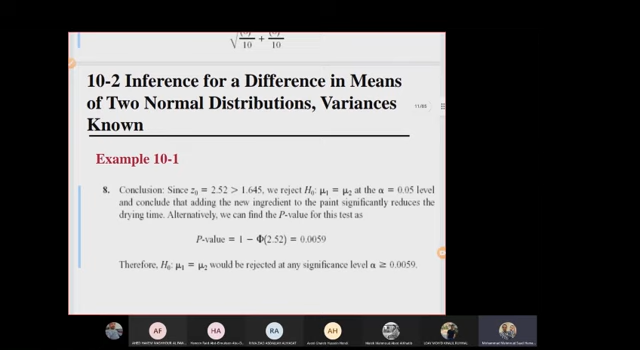 10 + 10
10-2 Inference for a Difference in Means
of Two Normal Distributions, Variances
Known
Example 10-1
8. Conclusion: Since z₀ = 2.52 > 1.645, we reject H₀: μ₁ = μ₂ at the α = 0.05 level
and conclude that adding the new ingredient to the paint significantly reduces the
drying time. Alternatively, we can find the P-value for this test as
P-value = 1 − Φ(2.52) = 0.0059
Therefore, H₀: μ₁ = μ₂ would be rejected at any significance level α ≥ 0.0059.
AF
HA
RA
AH